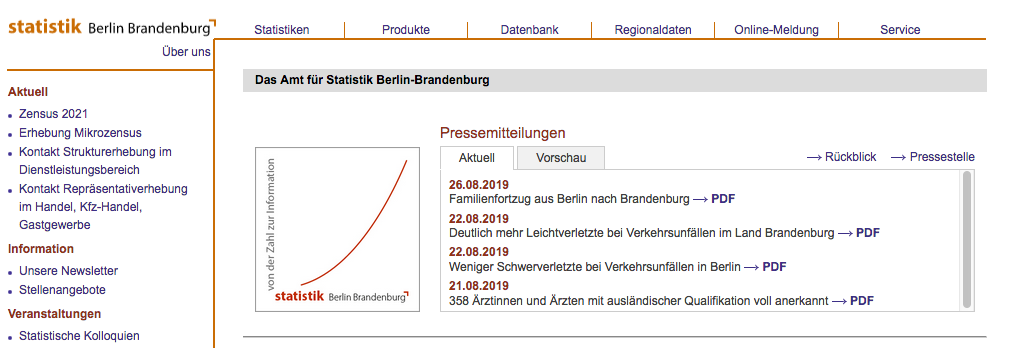 statistik Berlin Brandenburg
Über uns
Statistiken
Produkte
Datenbank
Regionaldaten
Online-Meldung
Service
Aktuell
Zensus 2021
Erhebung Mikrozensus
Kontakt Strukturerhebung im
Dienstleistungsbereich
Kontakt Repräsentativerhebung
im Handel, Kfz-Handel,
Gastgewerbe
Information
Unsere Newsletter
Stellenangebote
Veranstaltungen
Statistische Kolloquien
Das Amt für Statistik Berlin-Brandenburg
von der Zahl zur Information
statistik Berlin Brandenburg
Pressemitteilungen
Aktuell
Vorschau
→ Rückblick
→ Pressestelle
26.08.2019
Familienfortzug aus Berlin nach Brandenburg → PDF
22.08.2019
Deutlich mehr Leichtverletzte bei Verkehrsunfällen im Land Brandenburg → PDF
22.08.2019
Weniger Schwerverletzte bei Verkehrsunfällen in Berlin → PDF
21.08.2019
358 Ärztinnen und Ärzten mit ausländischer Qualifikation voll anerkannt → PDF